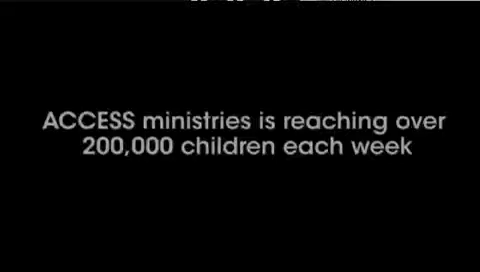 ACCESS ministries is reaching over
200,000 children each week